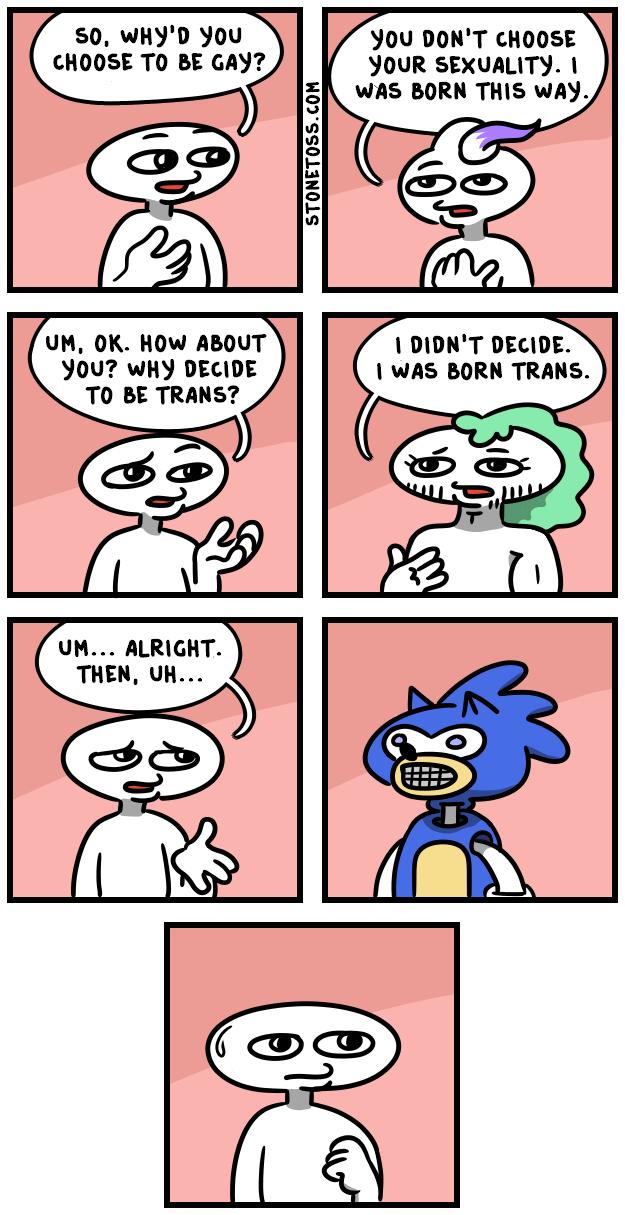 SO, WHY'D YOU
CHOOSE TO BE GAY?
YOU DON'T CHOOSE
YOUR SEXUALITY. I
WAS BORN THIS WAY.
STONETOSS.COM
UM, OK. HOW ABOUT
YOU? WHY DECIDE
TO BE TRANS?
I DIDN'T DECIDE.
I WAS BORN TRANS.
UM... ALRIGHT.
THEN, UH...